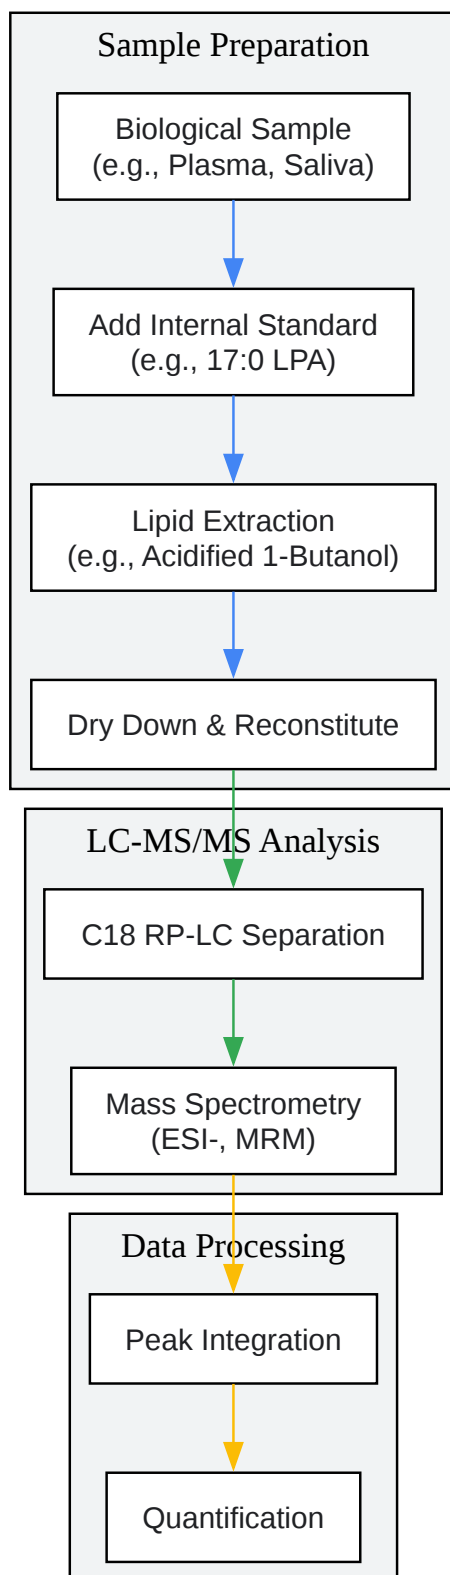 Sample Preparation
Biological Sample
(e.g., Plasma, Saliva)
Add Internal Standard
(e.g., 17:0 LPA)
Lipid Extraction
(e.g., Acidified 1-Butanol)
Dry Down & Reconstitute
LC-MS/MS Analysis
C18 RP-LC Separation
Mass Spectrometry
(ESI-, MRM)
Data Processing
Peak Integration
Quantification